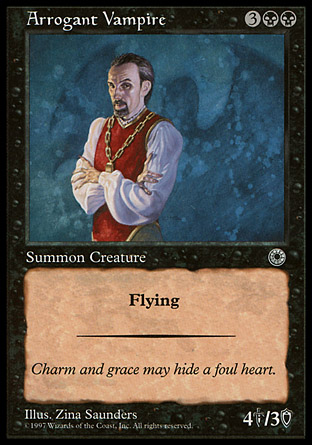 Arrogant Vampire 3
Summon Creature
Flying
Charm and grace may hide a foul heart.
Illus. Zina Saunders
©1997 Wizards of the Coast, Inc. All rights reserved.
4/3